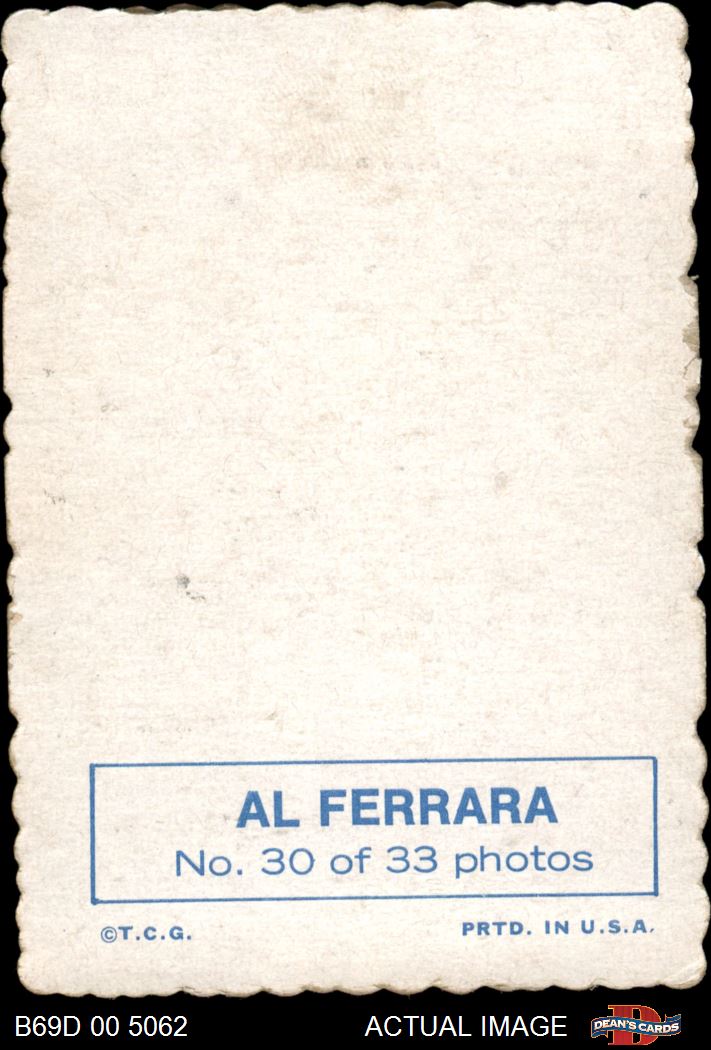 AL FERRARA
No. 30 of 33 photos
©T.C.G. PRTD. IN U.S.A.
B69D 00 5062 ACTUAL IMAGE D DEAN'S CARDS